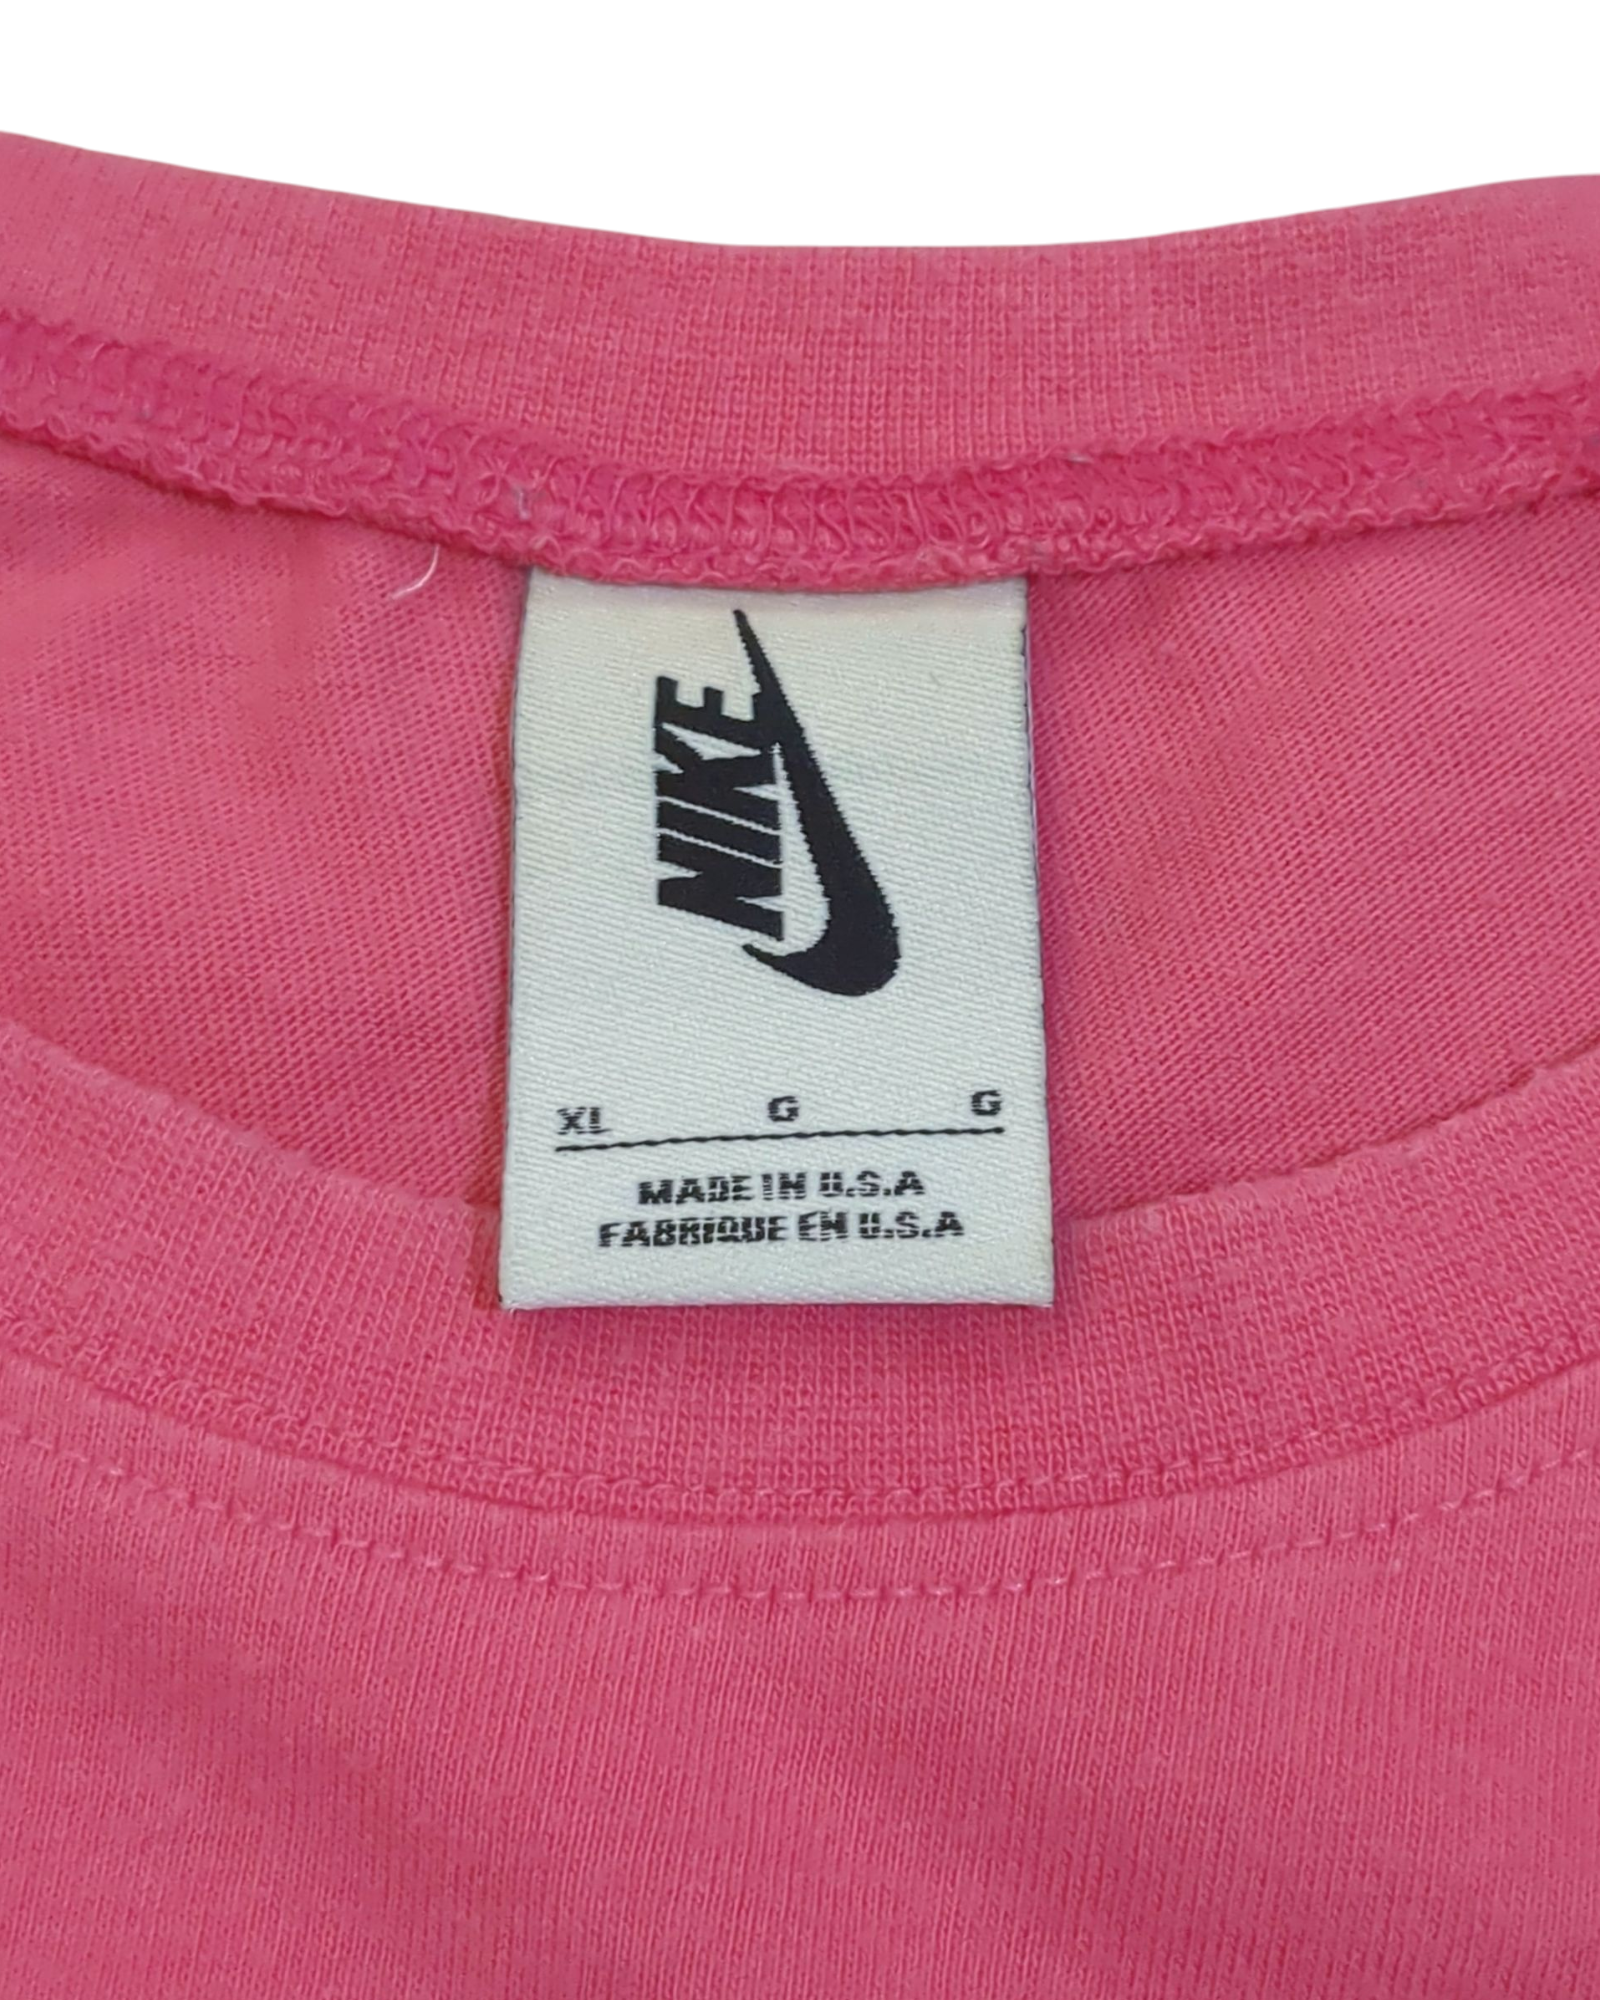 NIKE
XL G G
MADE IN U.S.A
FABRIQUE EN U.S.A